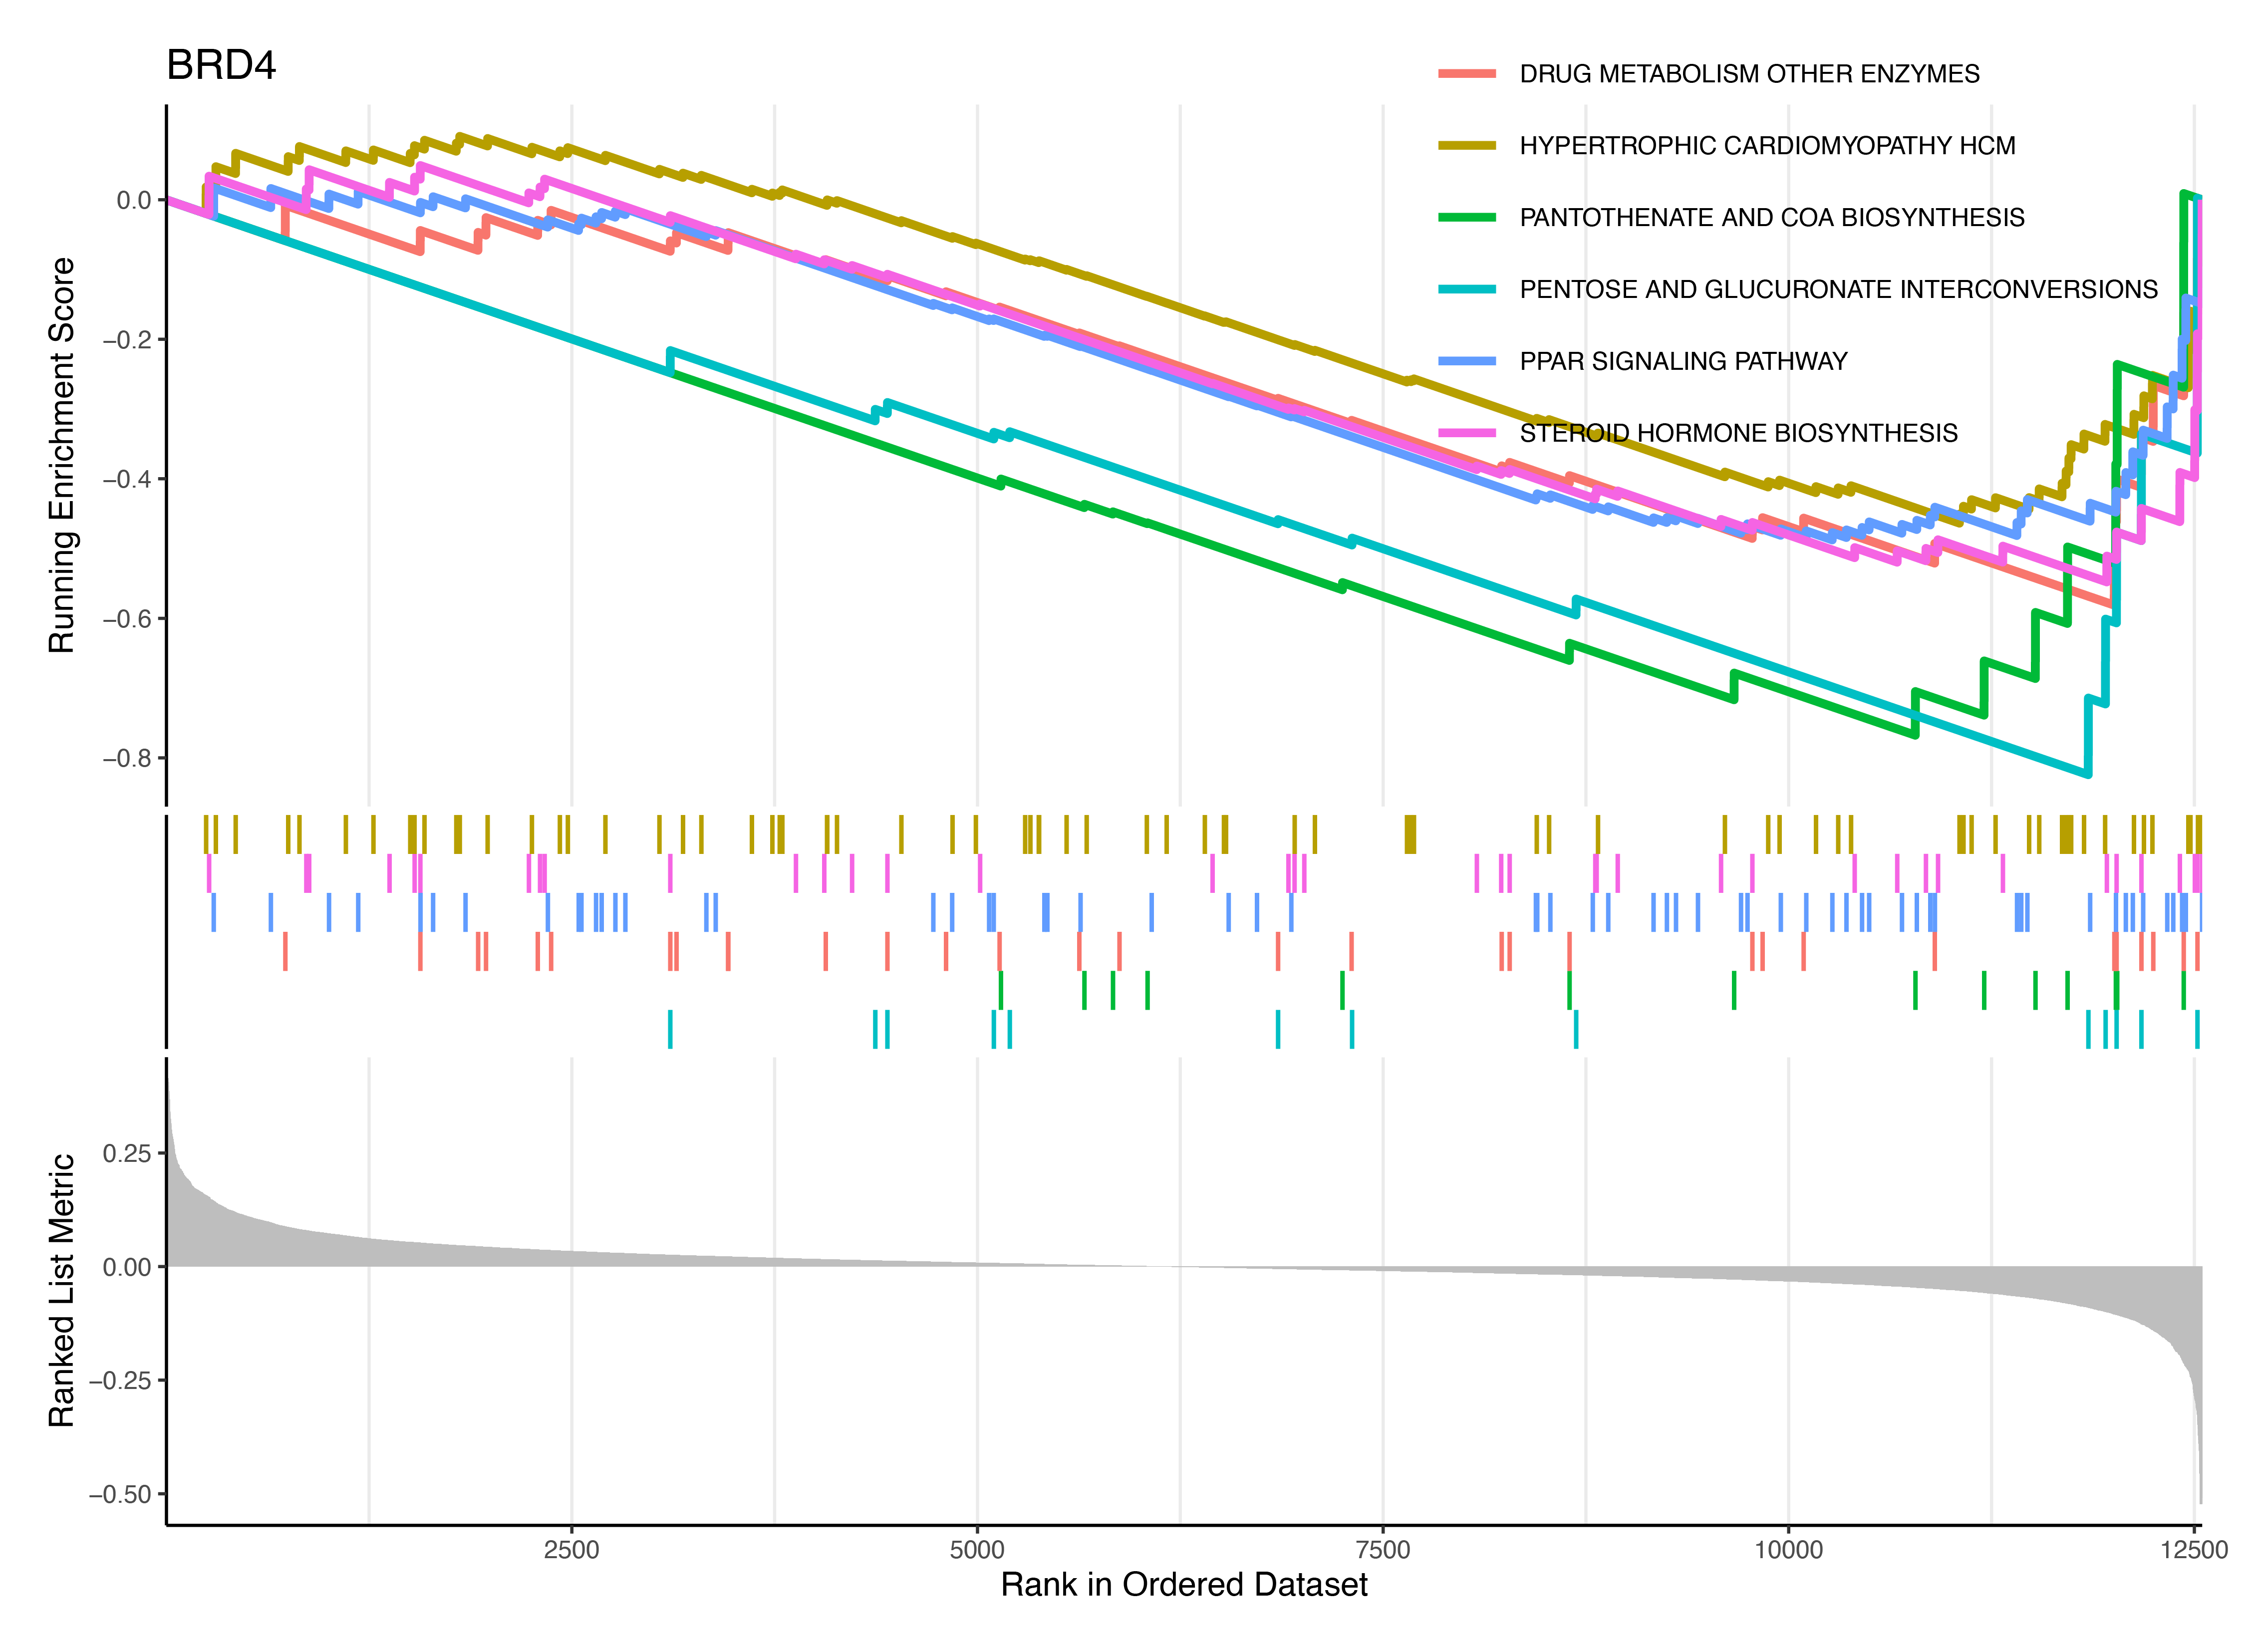 BRD4
DRUG METABOLISM OTHER ENZYMES
HYPERTROPHIC CARDIOMYOPATHY HCM
PANTOTHENATE AND COA BIOSYNTHESIS
PENTOSE AND GLUCURONATE INTERCONVERSIONS
PPAR SIGNALING PATHWAY
STEROID HORMONE BIOSYNTHESIS
Running Enrichment Score
0.0
−0.2
−0.4
−0.6
−0.8
Ranked List Metric
0.25
0.00
−0.25
−0.50
2500 5000 7500 10000 12500
Rank in Ordered Dataset